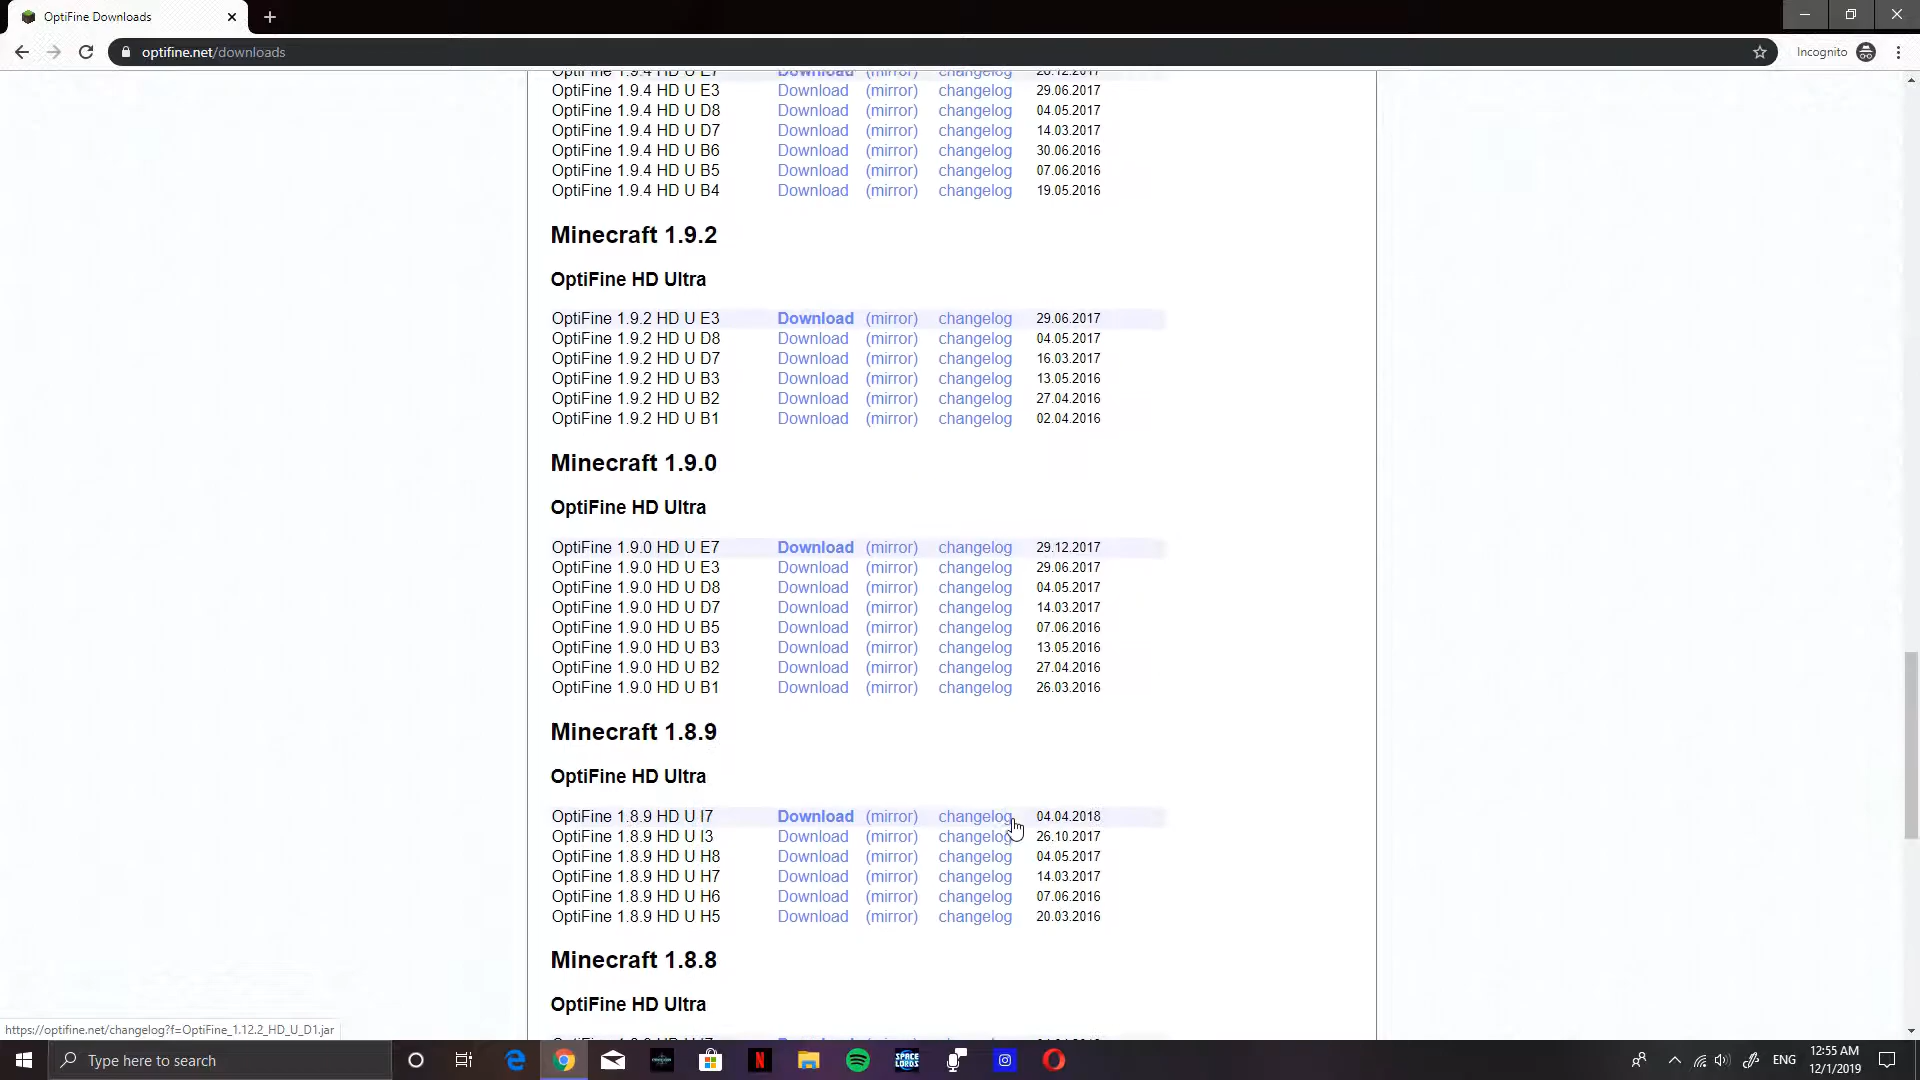 OptiFine Downloads
optifine.net/downloads
Incognito
OptiFine 1.9.4 HD U E7 Download (mirror) changelog 28.12.2017
OptiFine 1.9.4 HD U E3 Download (mirror) changelog 29.06.2017
OptiFine 1.9.4 HD U D8 Download (mirror) changelog 04.05.2017
OptiFine 1.9.4 HD U D7 Download (mirror) changelog 14.03.2017
OptiFine 1.9.4 HD U B6 Download (mirror) changelog 30.06.2016
OptiFine 1.9.4 HD U B5 Download (mirror) changelog 07.06.2016
OptiFine 1.9.4 HD U B4 Download (mirror) changelog 19.05.2016
Minecraft 1.9.2
OptiFine HD Ultra
OptiFine 1.9.2 HD U E3 Download (mirror) changelog 29.06.2017
OptiFine 1.9.2 HD U D8 Download (mirror) changelog 04.05.2017
OptiFine 1.9.2 HD U D7 Download (mirror) changelog 16.03.2017
OptiFine 1.9.2 HD U B3 Download (mirror) changelog 13.05.2016
OptiFine 1.9.2 HD U B2 Download (mirror) changelog 27.04.2016
OptiFine 1.9.2 HD U B1 Download (mirror) changelog 02.04.2016
Minecraft 1.9.0
OptiFine HD Ultra
OptiFine 1.9.0 HD U E7 Download (mirror) changelog 29.12.2017
OptiFine 1.9.0 HD U E3 Download (mirror) changelog 29.06.2017
OptiFine 1.9.0 HD U D8 Download (mirror) changelog 04.05.2017
OptiFine 1.9.0 HD U D7 Download (mirror) changelog 14.03.2017
OptiFine 1.9.0 HD U B5 Download (mirror) changelog 07.06.2016
OptiFine 1.9.0 HD U B3 Download (mirror) changelog 13.05.2016
OptiFine 1.9.0 HD U B2 Download (mirror) changelog 27.04.2016
OptiFine 1.9.0 HD U B1 Download (mirror) changelog 26.03.2016
Minecraft 1.8.9
OptiFine HD Ultra
OptiFine 1.8.9 HD U I7 Download (mirror) changelog 04.04.2018
OptiFine 1.8.9 HD U I3 Download (mirror) changelog 26.10.2017
OptiFine 1.8.9 HD U H8 Download (mirror) changelog 04.05.2017
OptiFine 1.8.9 HD U H7 Download (mirror) changelog 14.03.2017
OptiFine 1.8.9 HD U H6 Download (mirror) changelog 07.06.2016
OptiFine 1.8.9 HD U H5 Download (mirror) changelog 20.03.2016
Minecraft 1.8.8
OptiFine HD Ultra
https://optifine.net/changelog?f=OptiFine_1.12.2_HD_U_D1.jar
Type here to search
SPACE LORDS
ENG
12:55 AM
12/1/2019